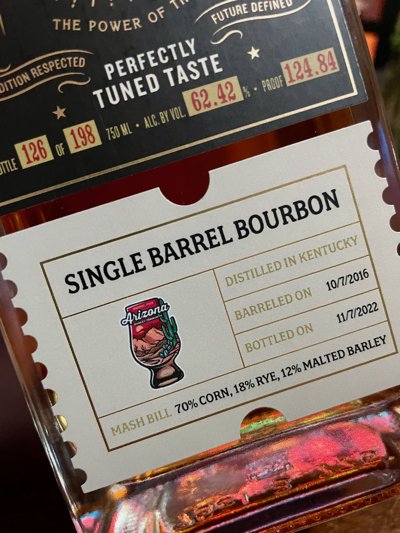 THE POWER OF
FUTURE DEFINED
RESPECTED
PERFECTLY
TUNED TASTE
126 OF 198 750 ML • ALC. BY VOL. 62.42 % • PROOF 124.84
SINGLE BARREL BOURBON
Arizona
DISTILLED IN KENTUCKY
BARRELED ON 10/7/2016
BOTTLED ON 11/7/2022
MASH BILL 70% CORN, 18% RYE, 12% MALTED BARLEY